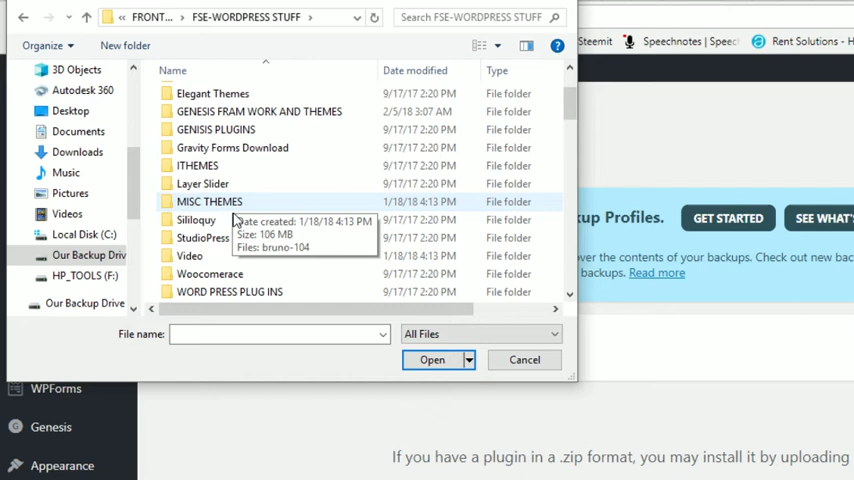 « FRONT... > FSE-WORDPRESS STUFF >
Search FSE-WORDPRESS STUFF
Steemit
Speechnotes | Speecl
Rent Solutions - H
Organize
New folder
Name
Date modified
Type
3D Objects
Autodesk 360
Desktop
Documents
Downloads
Music
Pictures
Videos
Local Disk (C:)
Our Backup Driv
HP_TOOLS (F:)
Our Backup Drive
Elegant Themes 9/17/17 2:20 PM File folder
GENESIS FRAM WORK AND THEMES 2/5/18 3:07 AM File folder
GENISIS PLUGINS 9/17/17 2:20 PM File folder
Gravity Forms Download 9/17/17 2:20 PM File folder
ITHEMES 9/17/17 2:20 PM File folder
Layer Slider 9/17/17 2:20 PM File folder
MISC THEMES 1/18/18 4:13 PM File folder
Sililoquy 9/17/17 2:20 PM File folder
StudioPress 9/17/17 2:20 PM File folder
Video 1/18/18 4:13 PM File folder
Woocomerace 9/17/17 2:20 PM File folder
WORD PRESS PLUG INS 9/17/17 2:20 PM File folder
Date created: 1/18/18 4:13 PM
Size: 106 MB
Files: bruno-104
File name:
All Files
Open
Cancel
kup Profiles.
GET STARTED
SEE WHAT'S
over the contents of your backups. Check out new bac
backups. Read more
WPForms
Genesis
Appearance
If you have a plugin in a .zip format, you may install it by uploading